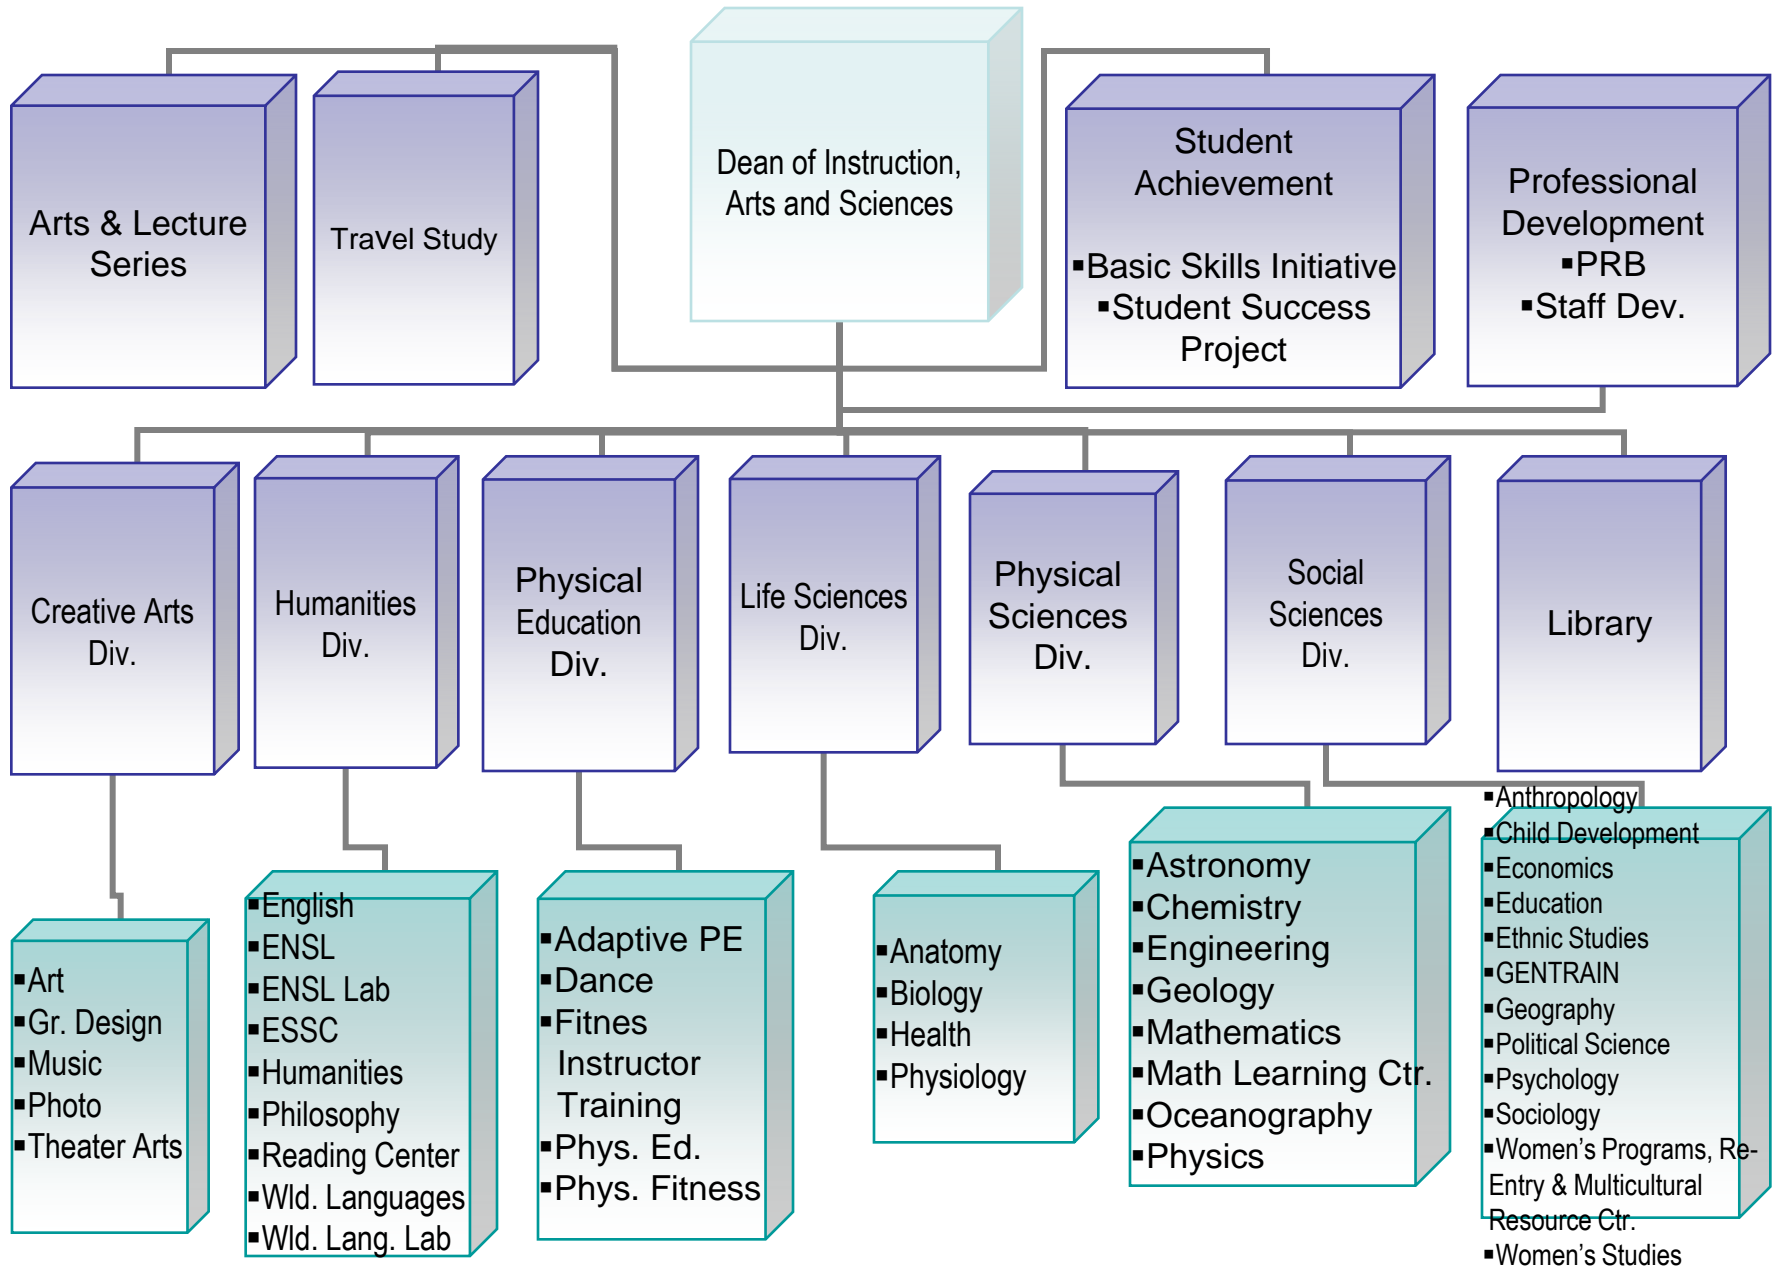 Arts & Lecture
Series
Travel Study
Dean of Instruction,
Arts and Sciences
Student
Achievement
▪Basic Skills Initiative
▪Student Success
Project
Professional
Development
▪PRB
▪Staff Dev.
Creative Arts
Div.
Humanities
Div.
Physical
Education
Div.
Life Sciences
Div.
Physical
Sciences
Div.
Social
Sciences
Div.
Library
▪Art
▪Gr. Design
▪Music
▪Photo
▪Theater Arts
▪English
▪ENSL
▪ENSL Lab
▪ESSC
▪Humanities
▪Philosophy
▪Reading Center
▪Wld. Languages
▪Wld. Lang. Lab
▪Adaptive PE
▪Dance
▪Fitnes
Instructor
Training
▪Phys. Ed.
▪Phys. Fitness
▪Anatomy
▪Biology
▪Health
▪Physiology
▪Astronomy
▪Chemistry
▪Engineering
▪Geology
▪Mathematics
▪Math Learning Ctr.
▪Oceanography
▪Physics
▪Anthropology
▪Child Development
▪Economics
▪Education
▪Ethnic Studies
▪GENTRAIN
▪Geography
▪Political Science
▪Psychology
▪Sociology
▪Women’s Programs, Re-
Entry & Multicultural
Resource Ctr.
▪Women’s Studies